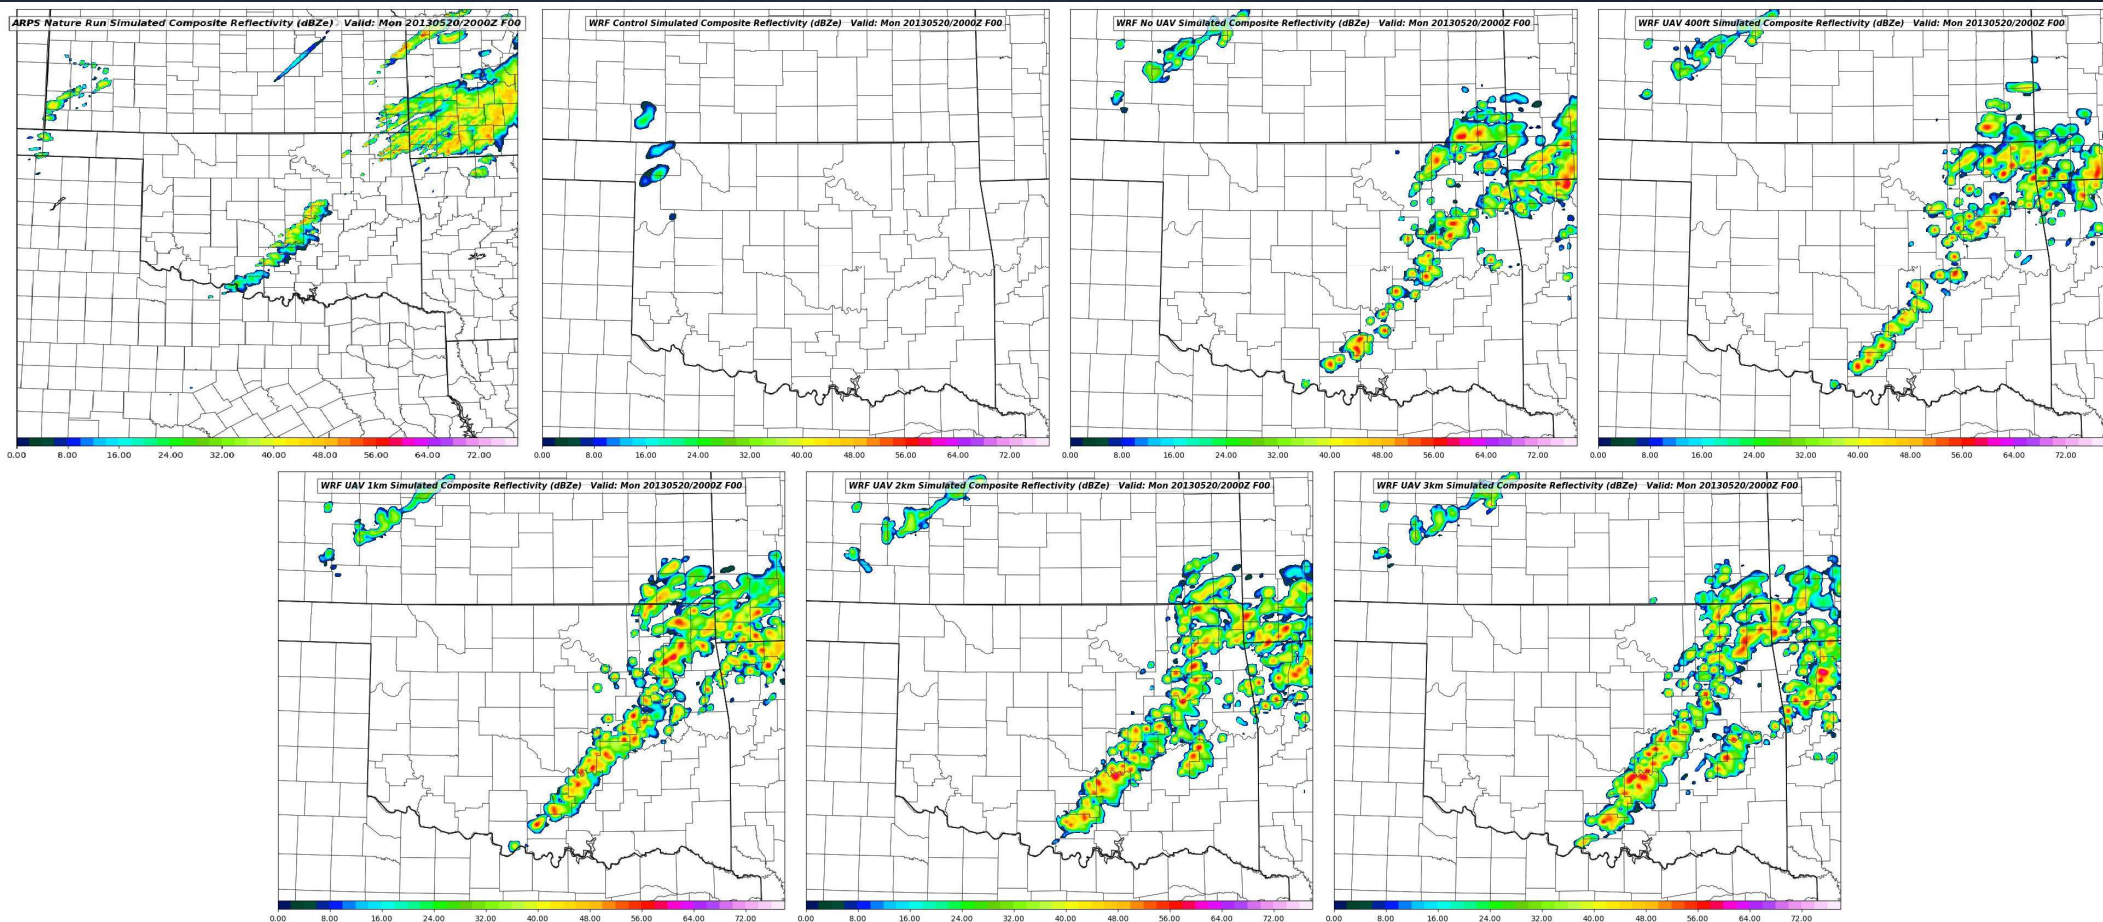 ARPS Nature Run Simulated Composite Reflectivity (dBZe) Valid: Mon 20130520/2000Z F00
WRF Control Simulated Composite Reflectivity (dBZe) Valid: Mon 20130520/2000Z F00
WRF No UAV Simulated Composite Reflectivity (dBZe) Valid: Mon 20130520/2000Z F00
WRF UAV 400ft Simulated Composite Reflectivity (dBZe) Valid: Mon 20130520/2000Z F00
0.00 8.00 16.00 24.00 32.00 40.00 48.00 56.00 64.00 72.00
0.00 8.00 16.00 24.00 32.00 40.00 48.00 56.00 64.00 72.00
0.00 8.00 16.00 24.00 32.00 40.00 48.00 56.00 64.00 72.00
0.00 8.00 16.00 24.00 32.00 40.00 48.00 56.00 64.00 72.00
WRF UAV 1km Simulated Composite Reflectivity (dBZe) Valid: Mon 20130520/2000Z F00
WRF UAV 2km Simulated Composite Reflectivity (dBZe) Valid: Mon 20130520/2000Z F00
WRF UAV 3km Simulated Composite Reflectivity (dBZe) Valid: Mon 20130520/2000Z F00
0.00 8.00 16.00 24.00 32.00 40.00 48.00 56.00 64.00 72.00
0.00 8.00 16.00 24.00 32.00 40.00 48.00 56.00 64.00 72.00
0.00 8.00 16.00 24.00 32.00 40.00 48.00 56.00 64.00 72.00